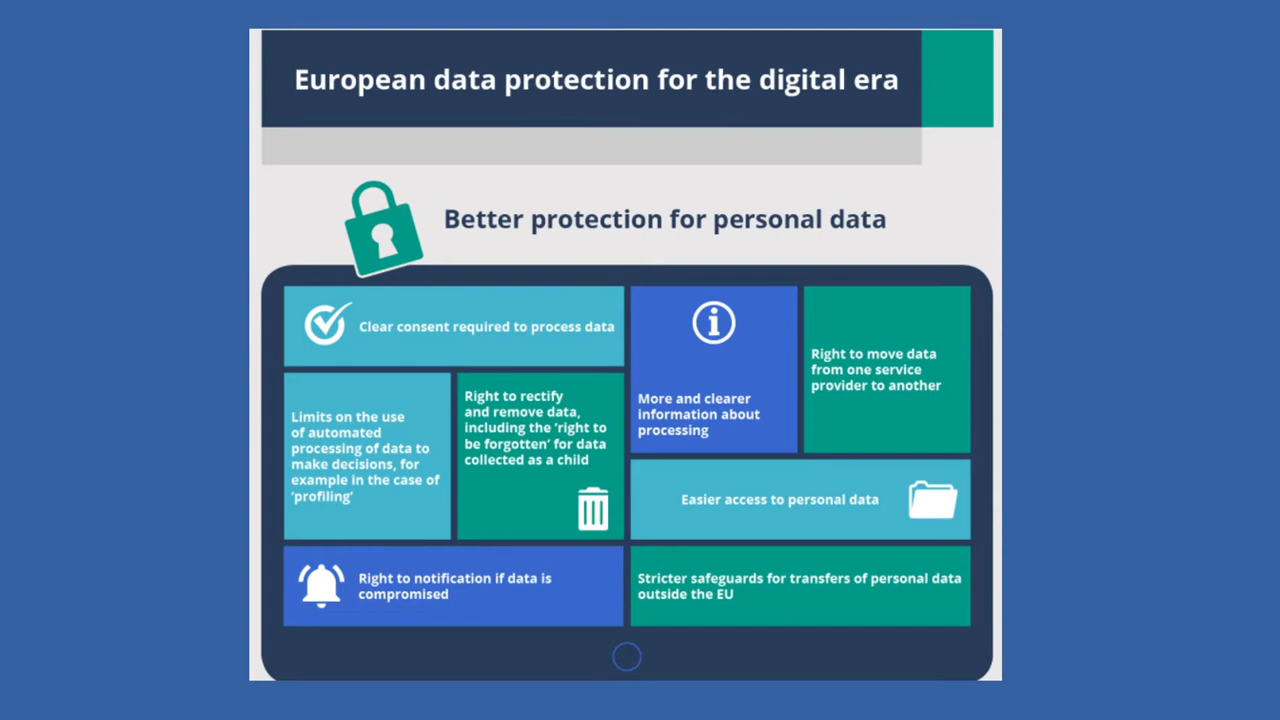 European data protection for the digital era
Better protection for personal data
Clear consent required to process data
Limits on the use
of automated
processing of data to
make decisions, for
example in the case of
‘profiling’
Right to rectify
and remove data,
including the ‘right to
be forgotten’ for data
collected as a child
More and clearer
information about
processing
Right to move data
from one service
provider to another
Easier access to personal data
Right to notification if data is
compromised
Stricter safeguards for transfers of personal data
outside the EU